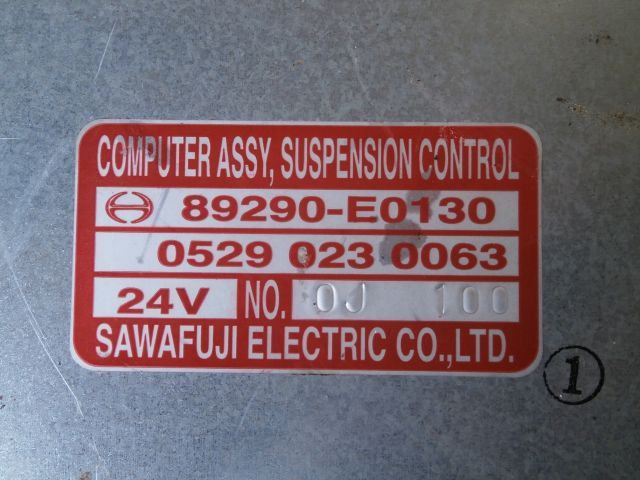 COMPUTER ASSY, SUSPENSION CONTROL
89290-E0130
0529 023 0063
24V NO. 0J 100
SAWAFUJI ELECTRIC CO.,LTD.
1